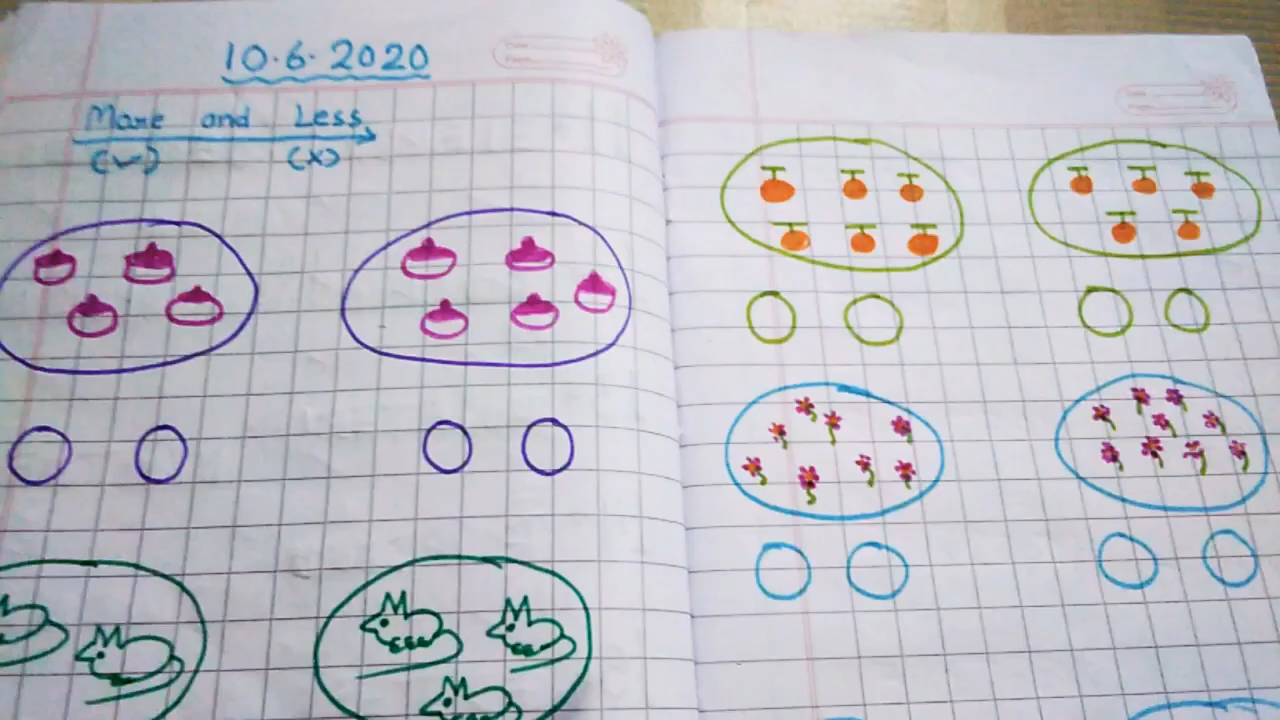 10.6.2020
More and Less
(✓) (x)